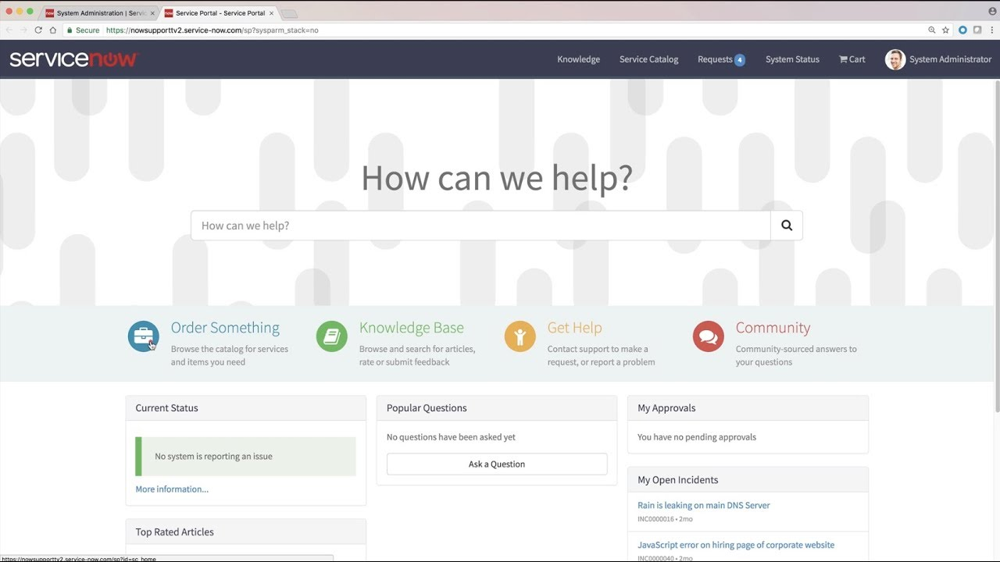 System Administration | Servic
Service Portal - Service Portal
Secure
https://nowsupporttv2.service-now.com/sp?sysparm_stack=no
servicenow
Knowledge
Service Catalog
Requests 4
System Status
Cart
System Administrator
How can we help?
How can we help?
Order Something
Browse the catalog for services
and items you need
Knowledge Base
Browse and search for articles,
rate or submit feedback
Get Help
Contact support to make a
request, or report a problem
Community
Community-sourced answers to
your questions
Current Status
No system is reporting an issue
More information...
Top Rated Articles
Popular Questions
No questions have been asked yet
Ask a Question
My Approvals
You have no pending approvals
My Open Incidents
Rain is leaking on main DNS Server
INC0000016 • 2mo
JavaScript error on hiring page of corporate website
INC0000040 • 2mo
https://nowsupporttv2.service-now.com/sp?id=sc_home